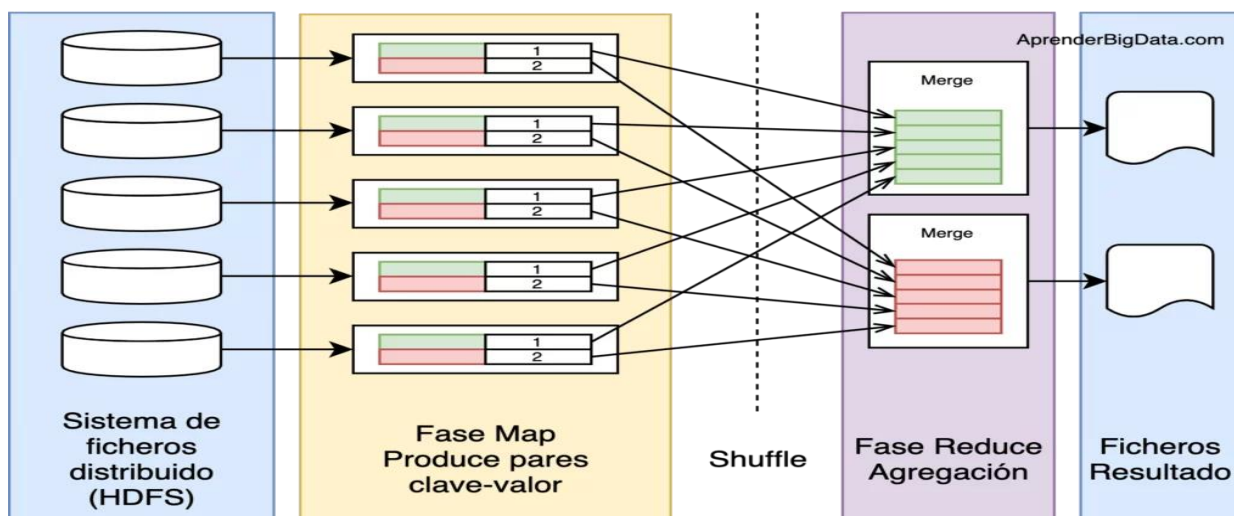 AprenderBigData.com
1
2
1
2
1
2
1
2
1
2
Merge
Merge
Sistema de
ficheros
distribuido
(HDFS)
Fase Map
Produce pares
clave-valor
Shuffle
Fase Reduce
Agregación
Ficheros
Resultado